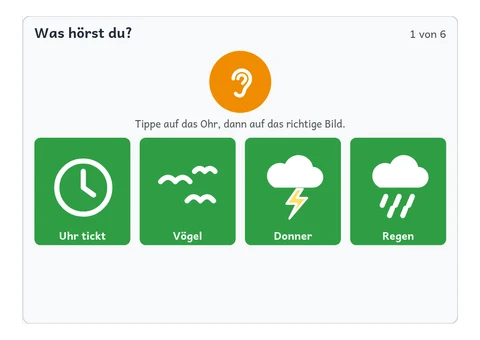 Was hörst du?
1 von 6
Tippe auf das Ohr, dann auf das richtige Bild.
Uhr tickt
Vögel
Donner
Regen